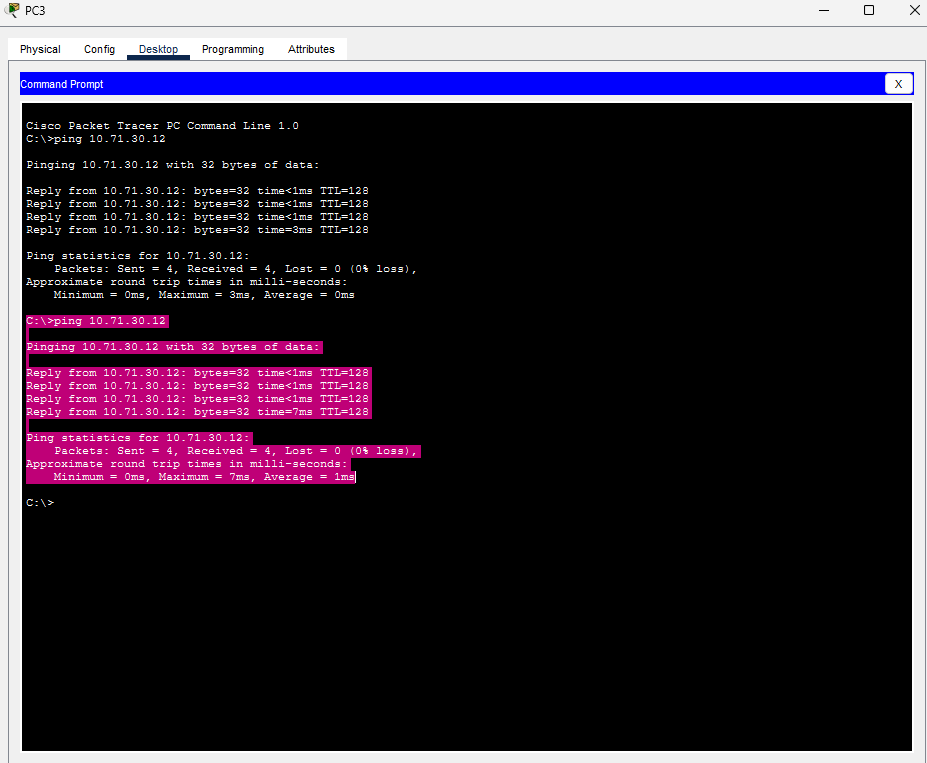 PC3
Physical Config Desktop Programming Attributes
Command Prompt
X
Cisco Packet Tracer PC Command Line 1.0
C:\>ping 10.71.30.12
Pinging 10.71.30.12 with 32 bytes of data:
Reply from 10.71.30.12: bytes=32 time<1ms TTL=128
Reply from 10.71.30.12: bytes=32 time<1ms TTL=128
Reply from 10.71.30.12: bytes=32 time<1ms TTL=128
Reply from 10.71.30.12: bytes=32 time=3ms TTL=128
Ping statistics for 10.71.30.12:
    Packets: Sent = 4, Received = 4, Lost = 0 (0% loss),
Approximate round trip times in milli-seconds:
    Minimum = 0ms, Maximum = 3ms, Average = 0ms
C:\>ping 10.71.30.12
Pinging 10.71.30.12 with 32 bytes of data:
Reply from 10.71.30.12: bytes=32 time<1ms TTL=128
Reply from 10.71.30.12: bytes=32 time<1ms TTL=128
Reply from 10.71.30.12: bytes=32 time<1ms TTL=128
Reply from 10.71.30.12: bytes=32 time=7ms TTL=128
Ping statistics for 10.71.30.12:
    Packets: Sent = 4, Received = 4, Lost = 0 (0% loss),
Approximate round trip times in milli-seconds:
    Minimum = 0ms, Maximum = 7ms, Average = 1ms
C:\>